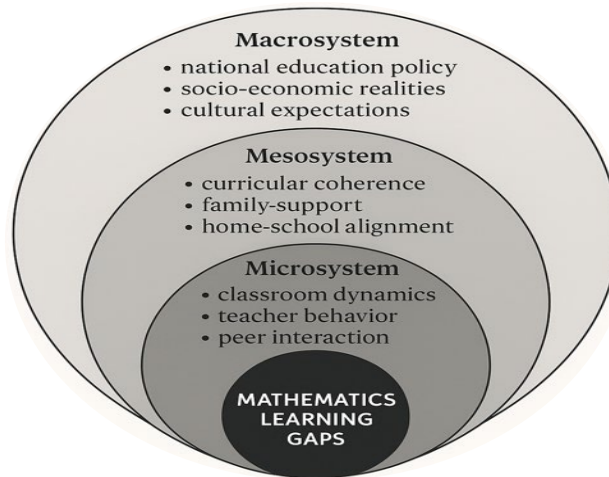 Macrosystem
• national education policy
• socio-economic realities
• cultural expectations
Mesosystem
• curricular coherence
• family-support
• home-school alignment
Microsystem
• classroom dynamics
• teacher behavior
• peer interaction
MATHEMATICS
LEARNING
GAPS